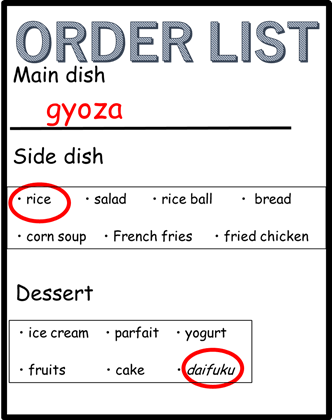 ORDER LIST
Main dish
gyoza
Side dish
・rice ・salad ・rice ball ・ bread
・corn soup ・French fries ・fried chicken
Dessert
・ice cream ・parfait ・yogurt
・fruits ・cake ・daifuku